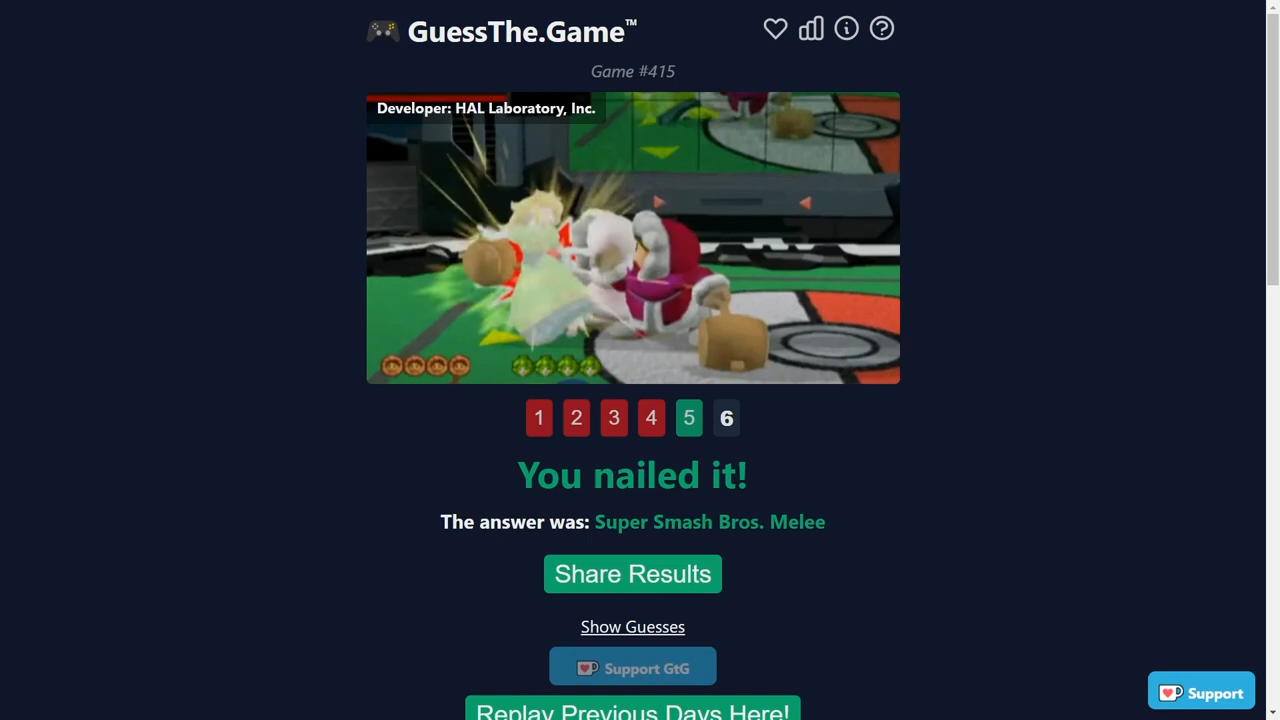 GuessThe.Game™
Game #415
Developer: HAL Laboratory, Inc.
1 2 3 4 5 6
You nailed it!
The answer was: Super Smash Bros. Melee
Share Results
Show Guesses
Support GtG
Support
Replay Previous Days Here!